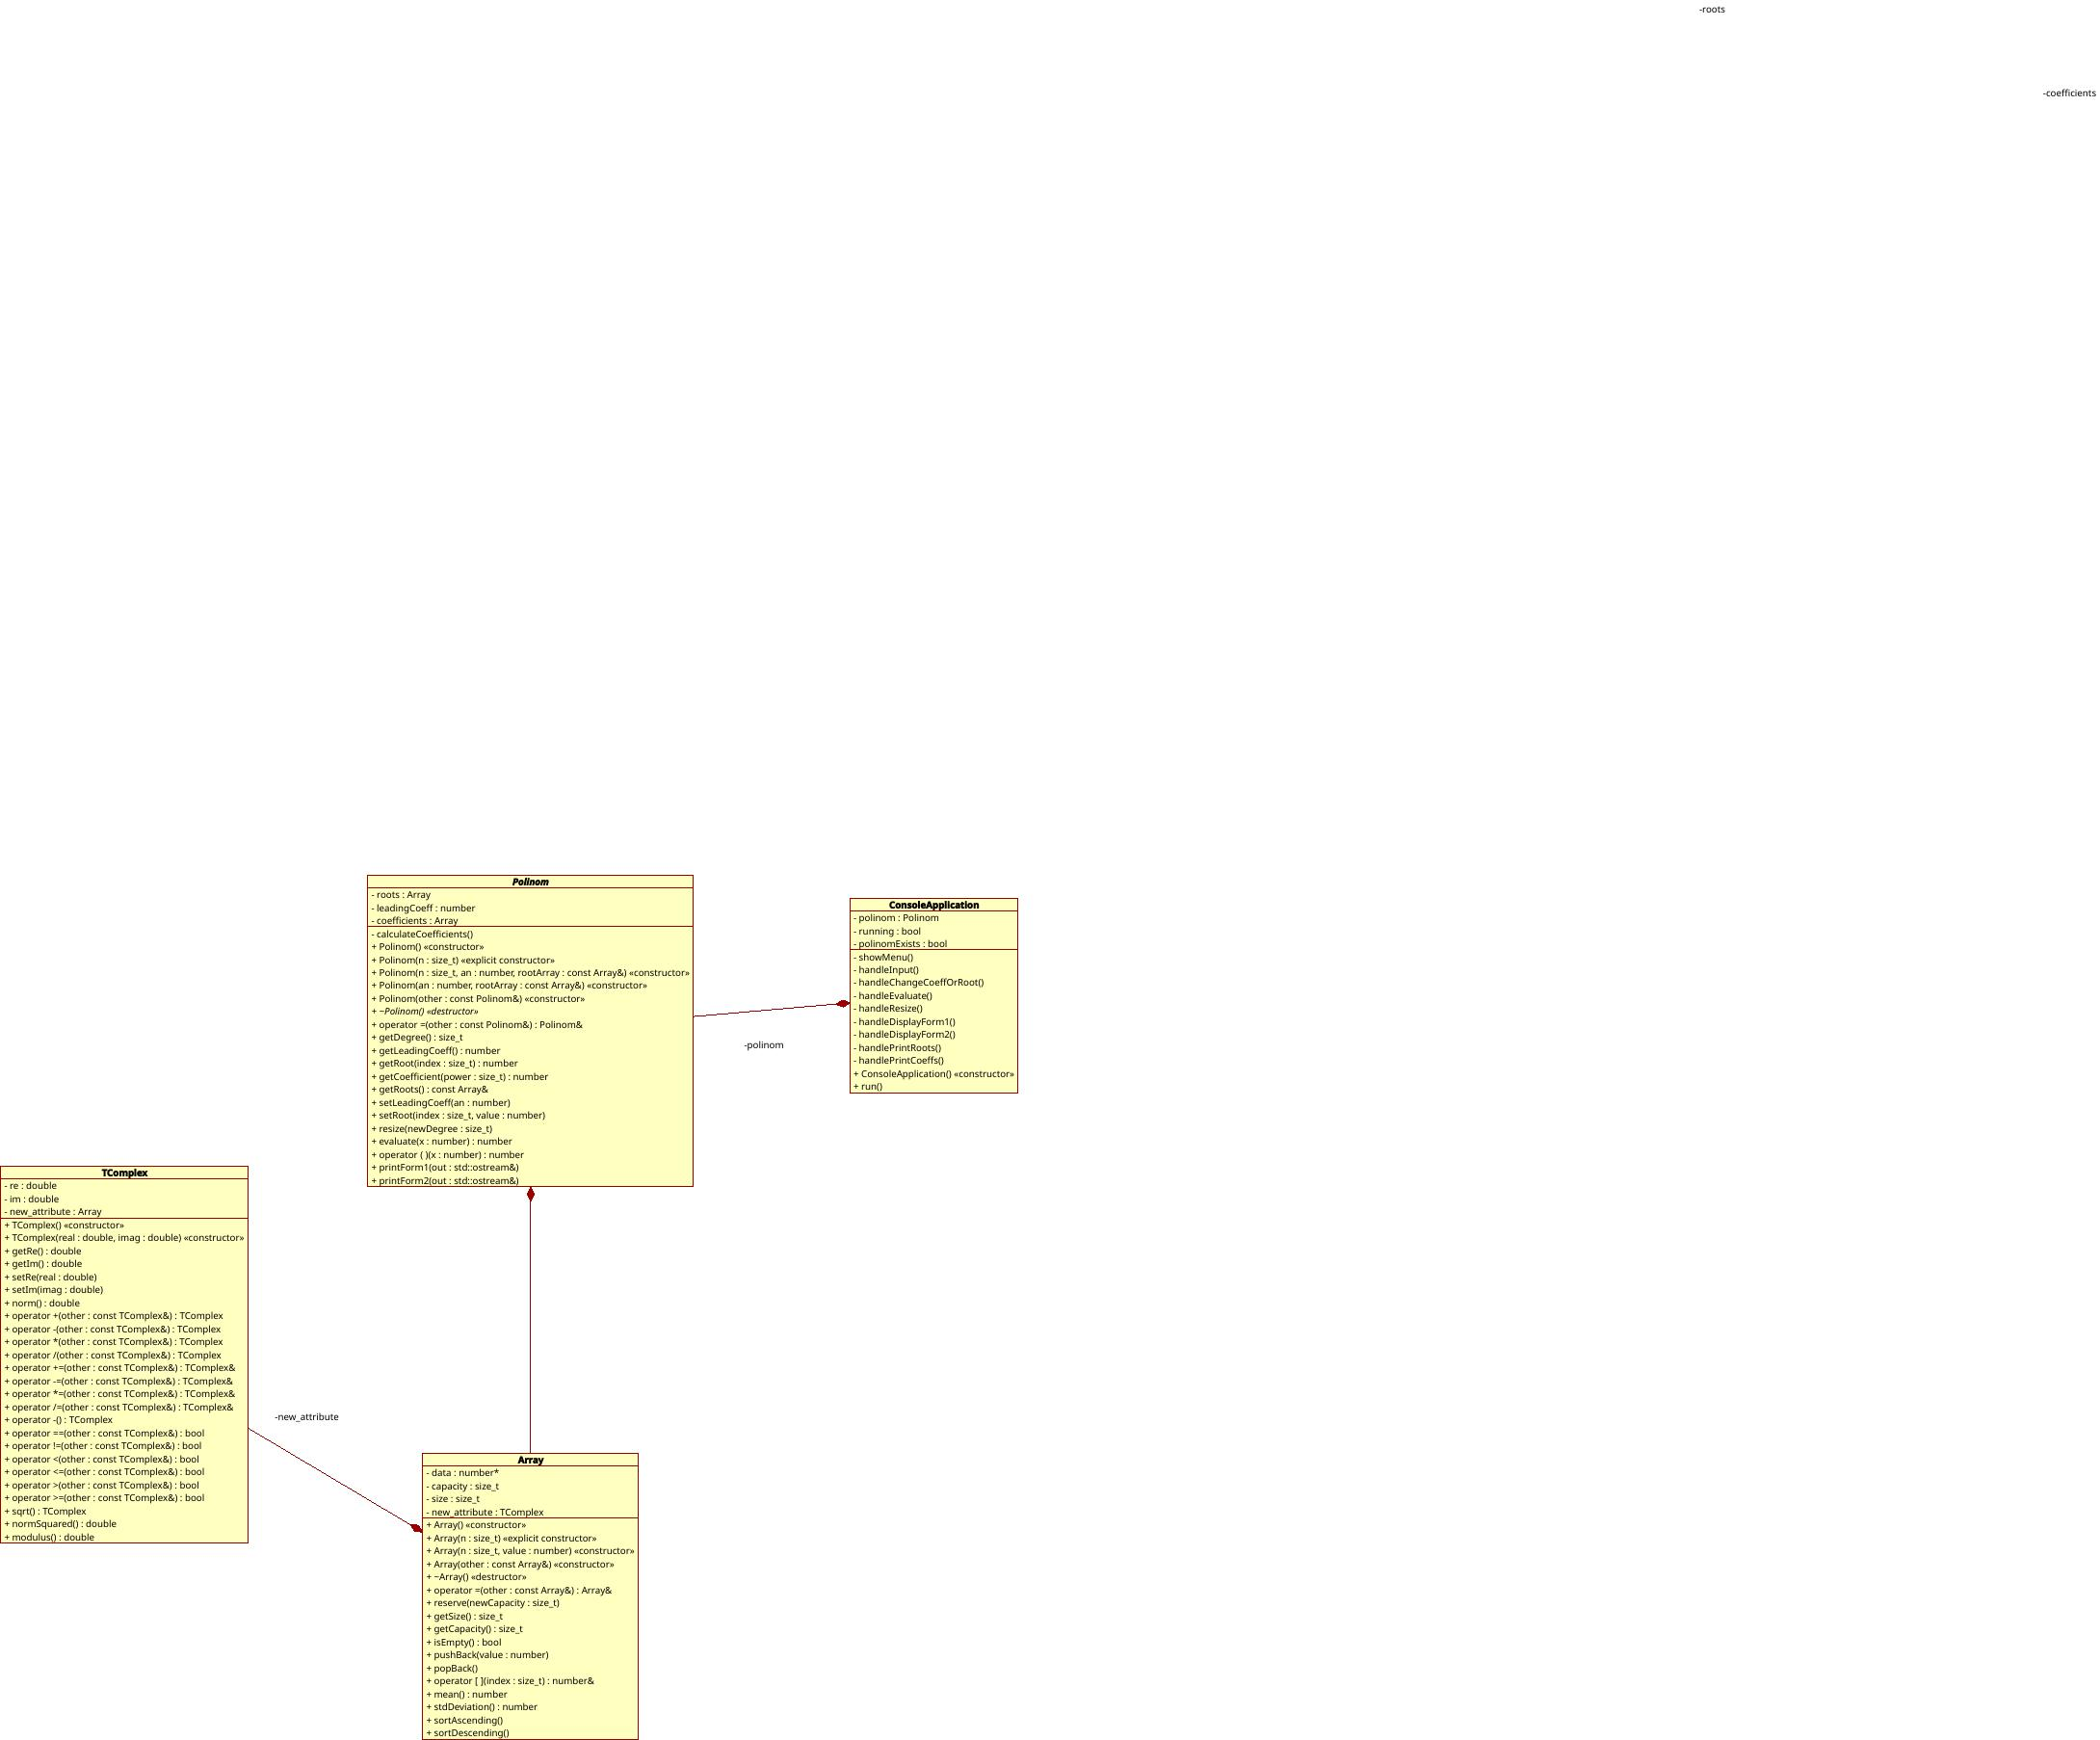 -roots
-coefficients
Polinom
- roots : Array
- leadingCoeff : number
- coefficients : Array
- calculateCoefficients()
+ Polinom() «constructor»
+ Polinom(n : size_t) «explicit constructor»
+ Polinom(n : size_t, an : number, rootArray : const Array&) «constructor»
+ Polinom(an : number, rootArray : const Array&) «constructor»
+ Polinom(other : const Polinom&) «constructor»
+ ~Polinom() «destructor»
+ operator =(other : const Polinom&) : Polinom&
+ getDegree() : size_t
+ getLeadingCoeff() : number
+ getRoot(index : size_t) : number
+ getCoefficient(power : size_t) : number
+ getRoots() : const Array&
+ setLeadingCoeff(an : number)
+ setRoot(index : size_t, value : number)
+ resize(newDegree : size_t)
+ evaluate(x : number) : number
+ operator ( )(x : number) : number
+ printForm1(out : std::ostream&)
+ printForm2(out : std::ostream&)
-polinom
ConsoleApplication
- polinom : Polinom
- running : bool
- polinomExists : bool
- showMenu()
- handleInput()
- handleChangeCoeffOrRoot()
- handleEvaluate()
- handleResize()
- handleDisplayForm1()
- handleDisplayForm2()
- handlePrintRoots()
- handlePrintCoeffs()
+ ConsoleApplication() «constructor»
+ run()
TComplex
- re : double
- im : double
- new_attribute : Array
+ TComplex() «constructor»
+ TComplex(real : double, imag : double) «constructor»
+ getRe() : double
+ getIm() : double
+ setRe(real : double)
+ setIm(imag : double)
+ norm() : double
+ operator +(other : const TComplex&) : TComplex
+ operator -(other : const TComplex&) : TComplex
+ operator *(other : const TComplex&) : TComplex
+ operator /(other : const TComplex&) : TComplex
+ operator +=(other : const TComplex&) : TComplex&
+ operator -=(other : const TComplex&) : TComplex&
+ operator *=(other : const TComplex&) : TComplex&
+ operator /=(other : const TComplex&) : TComplex&
+ operator -() : TComplex
+ operator ==(other : const TComplex&) : bool
+ operator !=(other : const TComplex&) : bool
+ operator <(other : const TComplex&) : bool
+ operator <=(other : const TComplex&) : bool
+ operator >(other : const TComplex&) : bool
+ operator >=(other : const TComplex&) : bool
+ sqrt() : TComplex
+ normSquared() : double
+ modulus() : double
-new_attribute
Array
- data : number*
- capacity : size_t
- size : size_t
- new_attribute : TComplex
+ Array() «constructor»
+ Array(n : size_t) «explicit constructor»
+ Array(n : size_t, value : number) «constructor»
+ Array(other : const Array&) «constructor»
+ ~Array() «destructor»
+ operator =(other : const Array&) : Array&
+ reserve(newCapacity : size_t)
+ getSize() : size_t
+ getCapacity() : size_t
+ isEmpty() : bool
+ pushBack(value : number)
+ popBack()
+ operator [ ](index : size_t) : number&
+ mean() : number
+ stdDeviation() : number
+ sortAscending()
+ sortDescending()